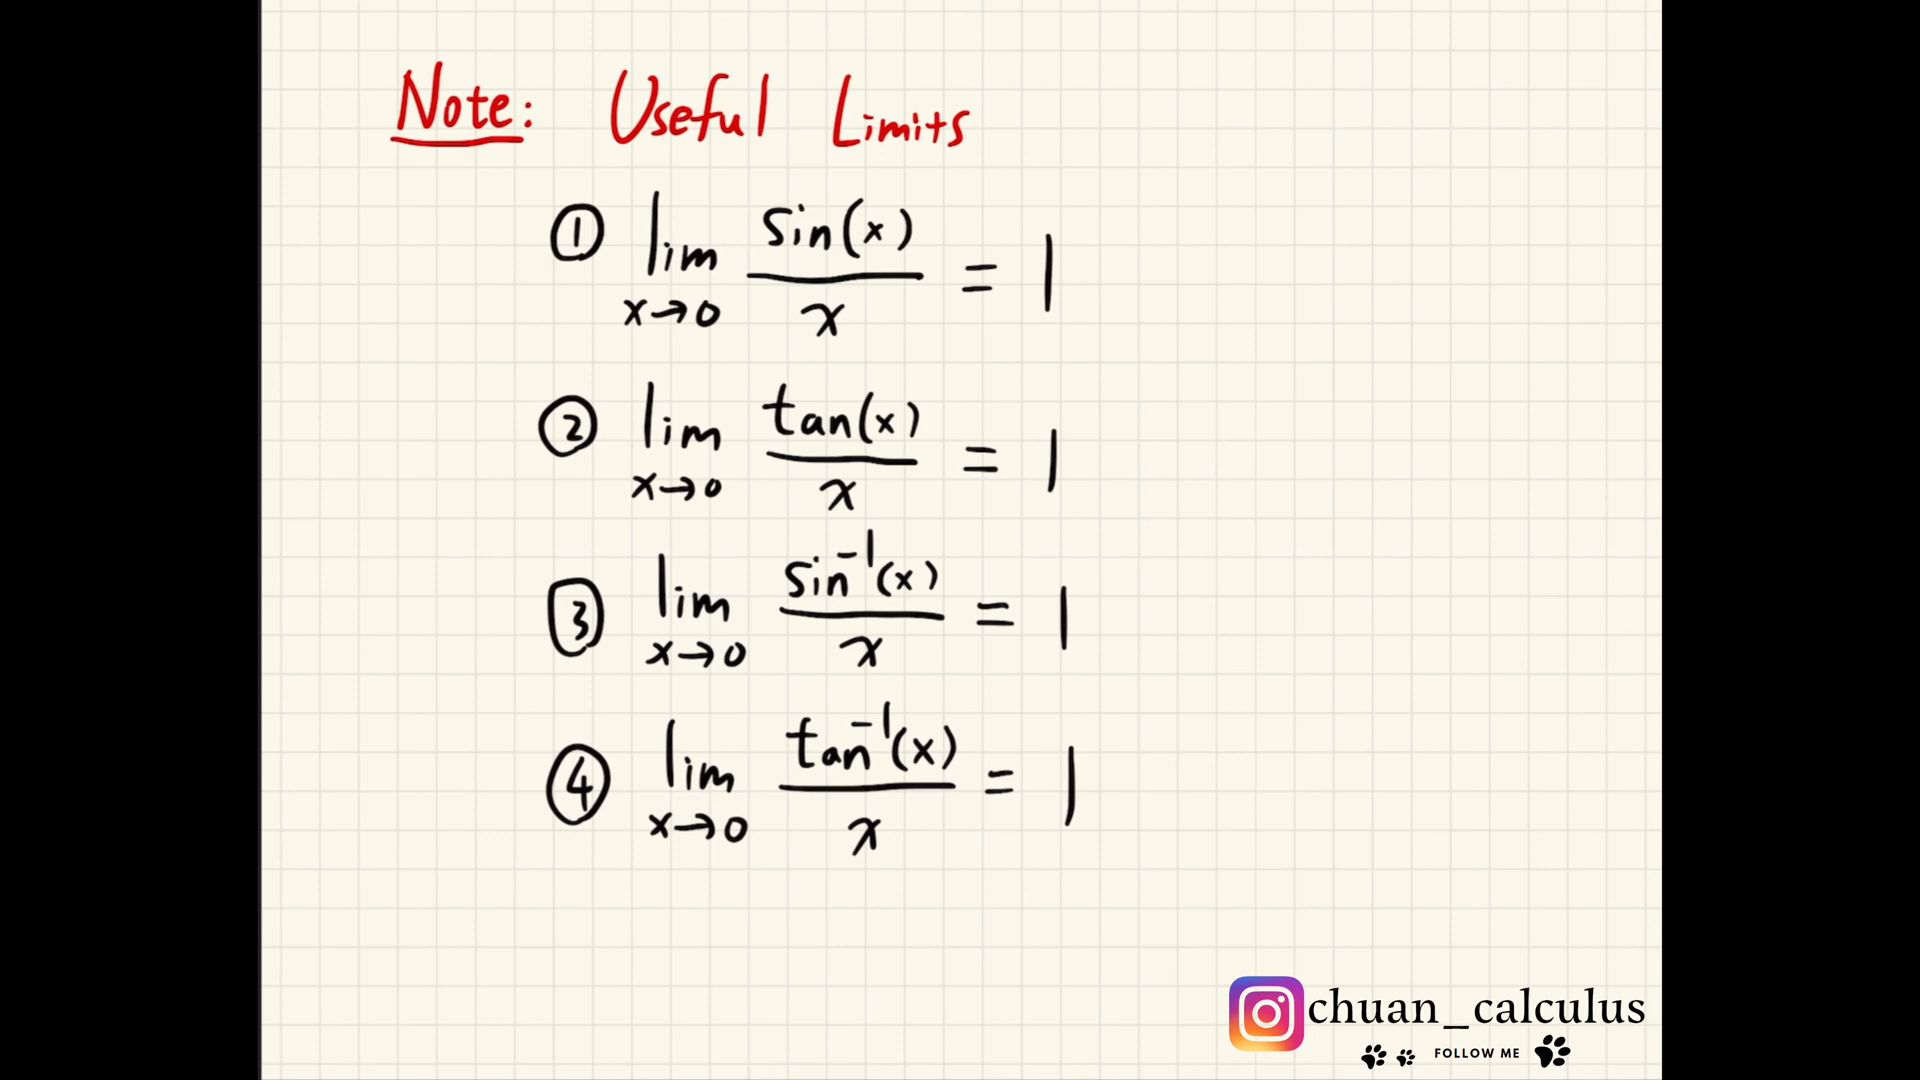 Note: Useful Limits
① lim x→0 sin(x)/x = 1
② lim x→0 tan(x)/x = 1
③ lim x→0 sin⁻¹(x)/x = 1
④ lim x→0 tan⁻¹(x)/x = 1
chuan_calculus
FOLLOW ME